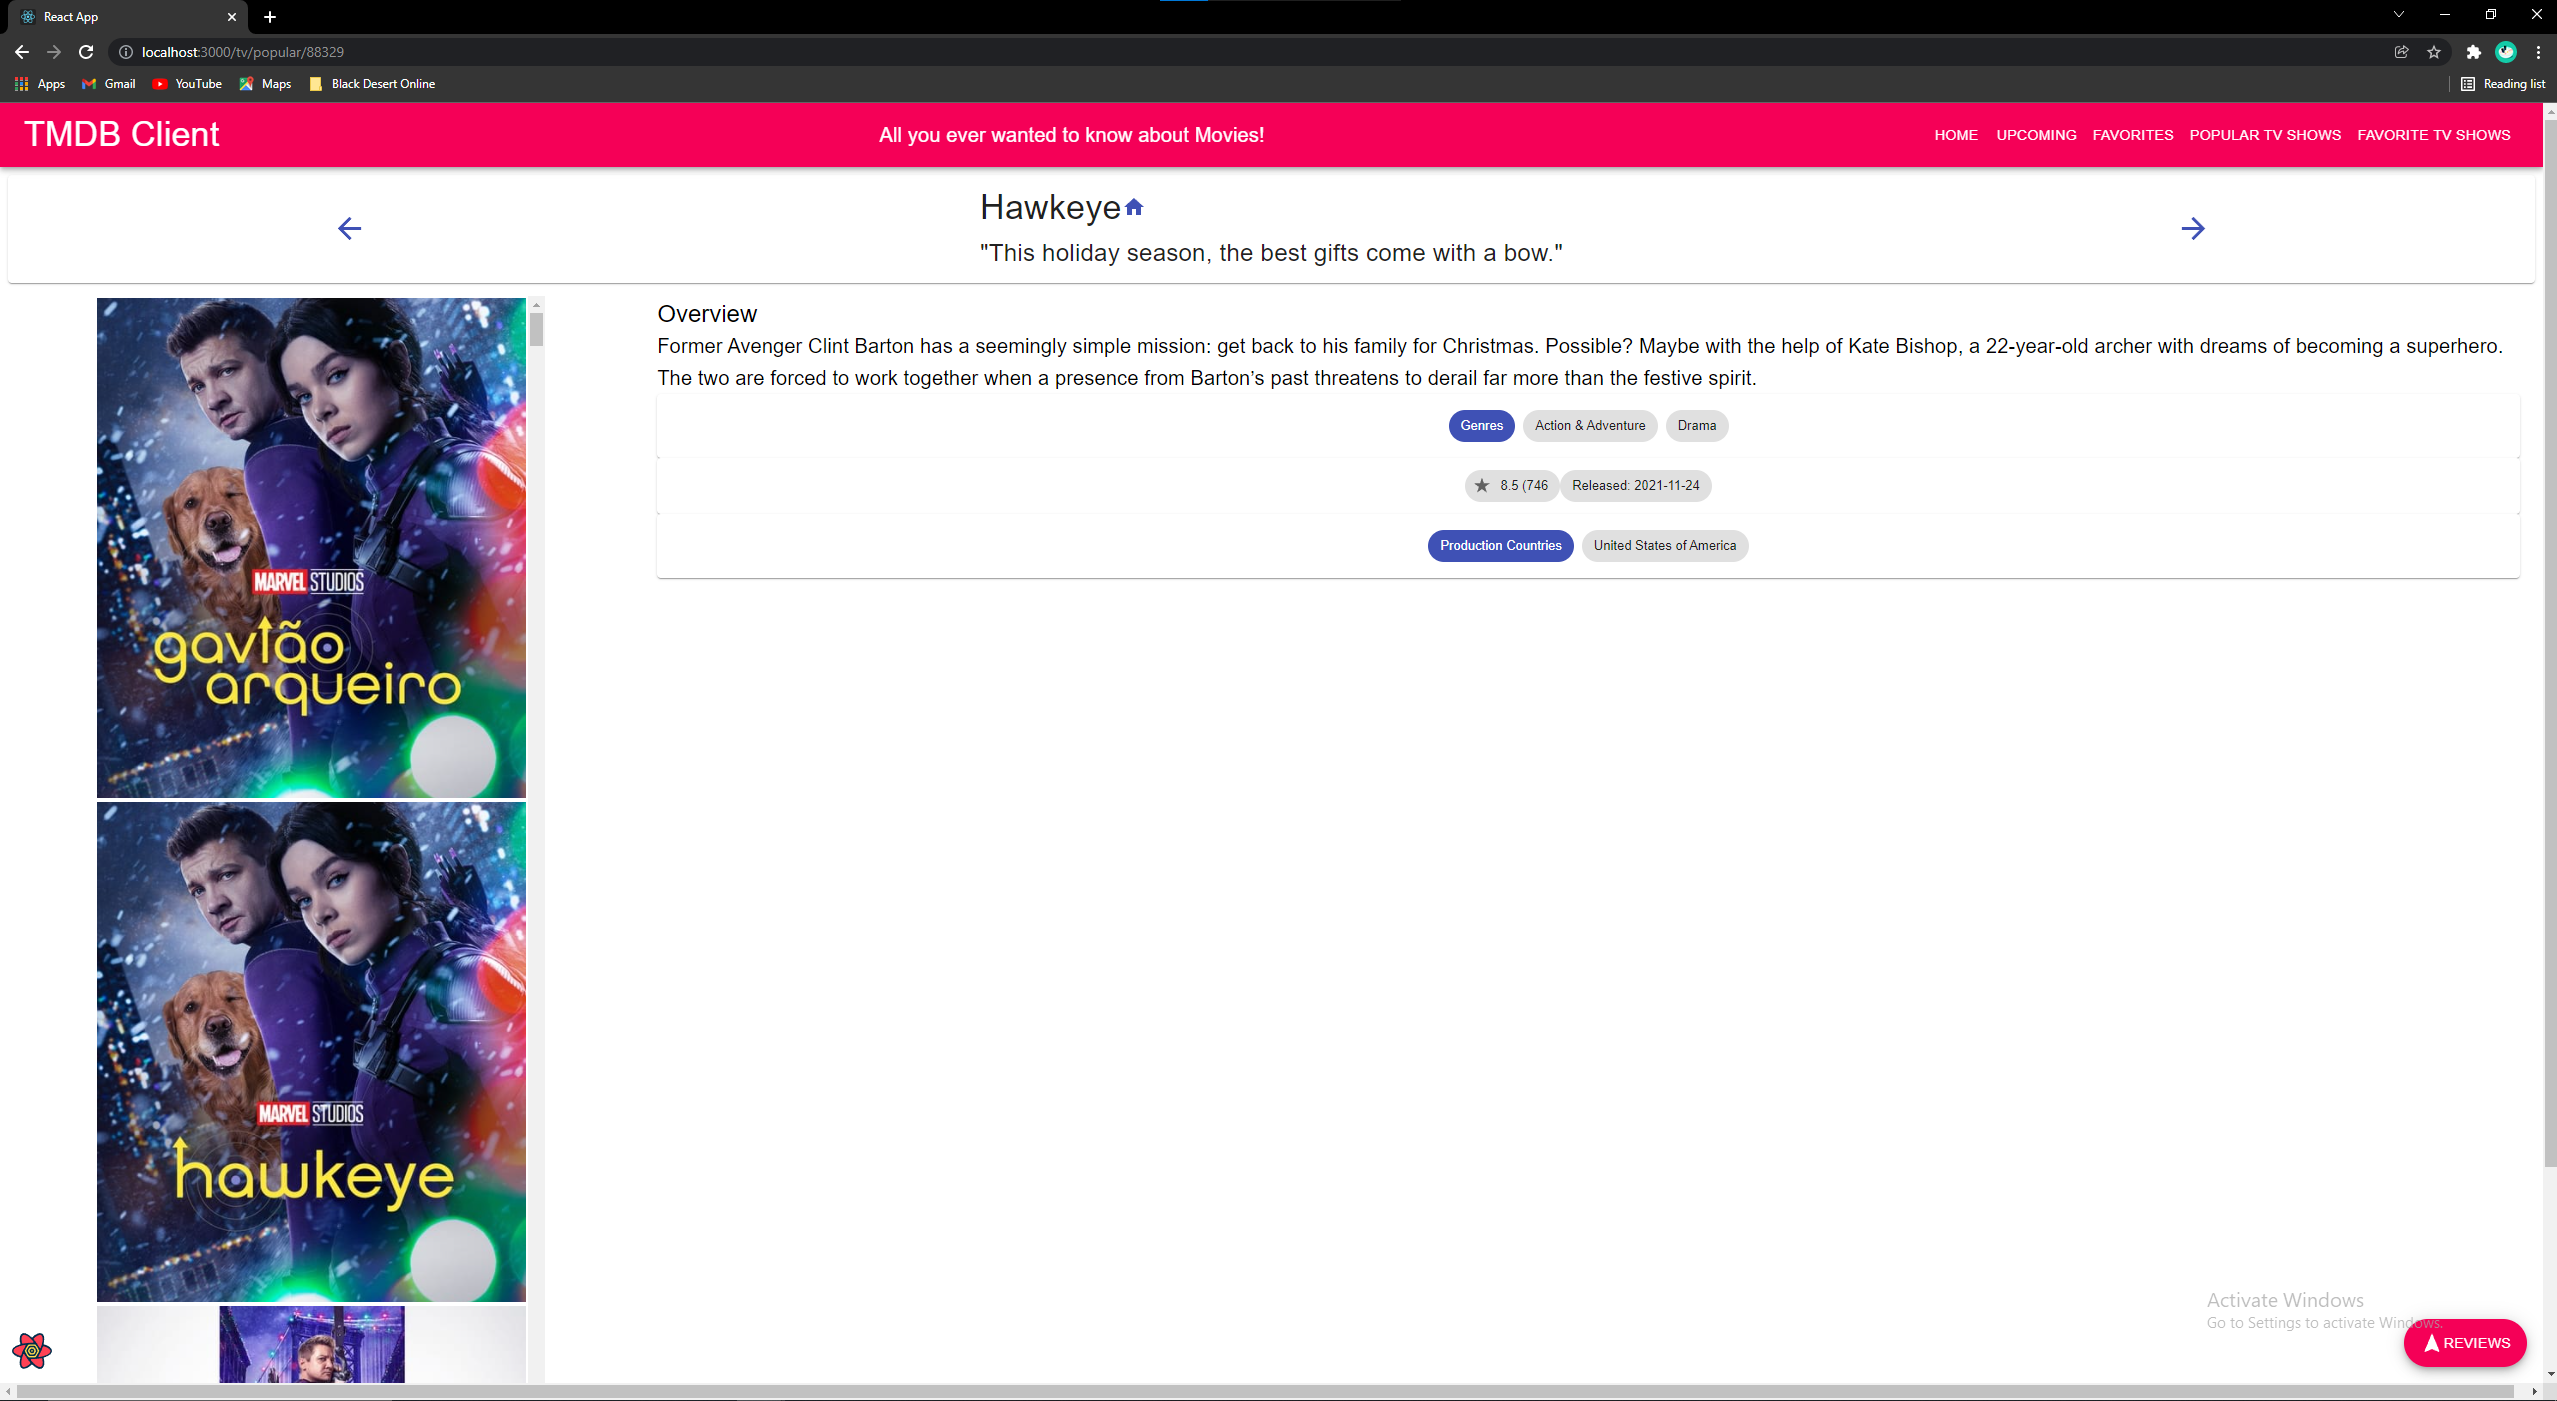 React App
localhost:3000/tv/popular/88329
Apps Gmail YouTube Maps Black Desert Online Reading list
TMDB Client All you ever wanted to know about Movies! HOME UPCOMING FAVORITES POPULAR TV SHOWS FAVORITE TV SHOWS
Hawkeye
"This holiday season, the best gifts come with a bow."
Overview
Former Avenger Clint Barton has a seemingly simple mission: get back to his family for Christmas. Possible? Maybe with the help of Kate Bishop, a 22-year-old archer with dreams of becoming a superhero.
The two are forced to work together when a presence from Barton’s past threatens to derail far more than the festive spirit.
Genres Action & Adventure Drama
8.5 (746 Released: 2021-11-24
Production Countries United States of America
MARVEL STUDIOS
gavião
arqueiro
MARVEL STUDIOS
hawkeye
Activate Windows
Go to Settings to activate Windows.
REVIEWS